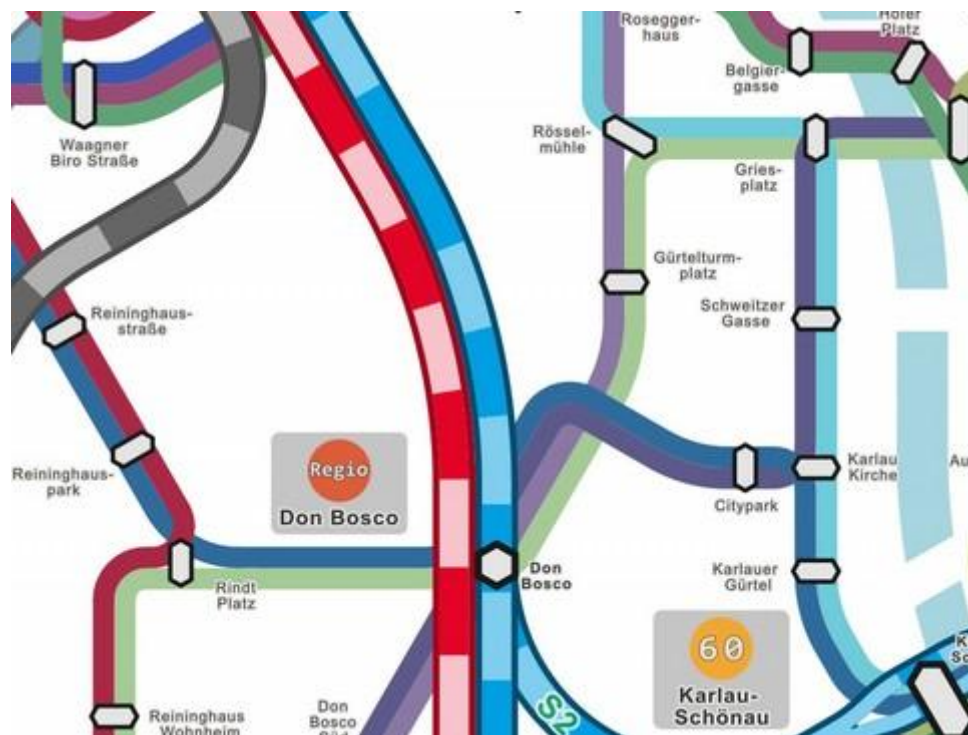 Rosegger-
haus
Hofer
Platz
Belgier-
gasse
Waagner
Biro Straße
Rössel-
mühle
Gries-
platz
Gürtelturm-
platz
Reininghaus-
straße
Schweitzer
Gasse
Reininghaus-
park
Regio
Don Bosco
Karlau
Kirche
Citypark
Don
Bosco
Karlauer
Gürtel
Rindt
Platz
60
Karlau-
Schönau
S2
Reininghaus
Wohnheim
Don
Bosco
Süd